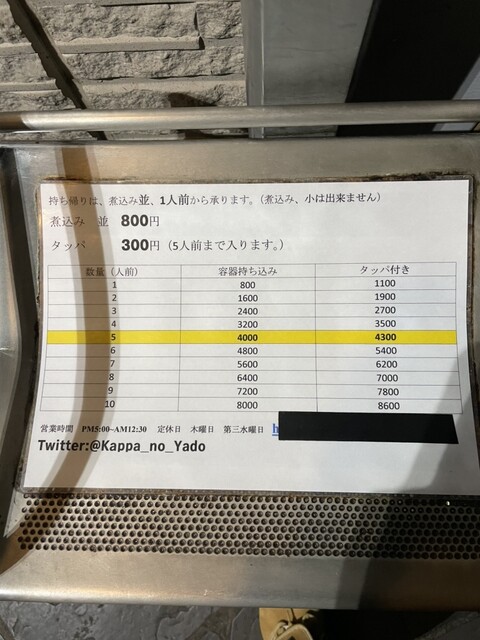 持ち帰りは、煮込み並、1人前から承ります。（煮込み、小は出来ません）
煮込み 並 800円
タッパ 300円（5人前まで入ります。）
数量（人前） 容器持ち込み タッパ付き
1 800 1100
2 1600 1900
3 2400 2700
4 3200 3500
5 4000 4300
6 4800 5400
7 5600 6200
8 6400 7000
9 7200 7800
10 8000 8600
営業時間 PM5:00~AM12:30 定休日 木曜日 第三水曜日 h
Twitter:@Kappa_no_Yado